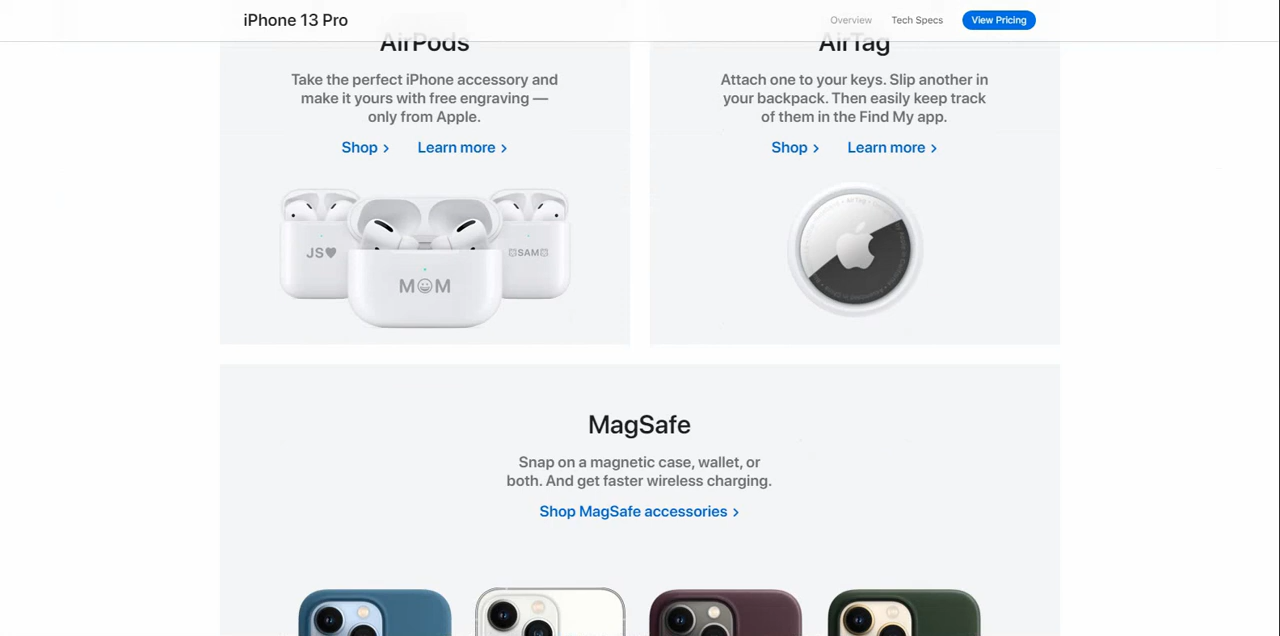 iPhone 13 Pro
Overview
Tech Specs
View Pricing
AirPods
Take the perfect iPhone accessory and
make it yours with free engraving —
only from Apple.
Shop >
Learn more >
JS♥
M😀M
SAM
AirTag
Attach one to your keys. Slip another in
your backpack. Then easily keep track
of them in the Find My app.
Shop >
Learn more >
MagSafe
Snap on a magnetic case, wallet, or
both. And get faster wireless charging.
Shop MagSafe accessories >